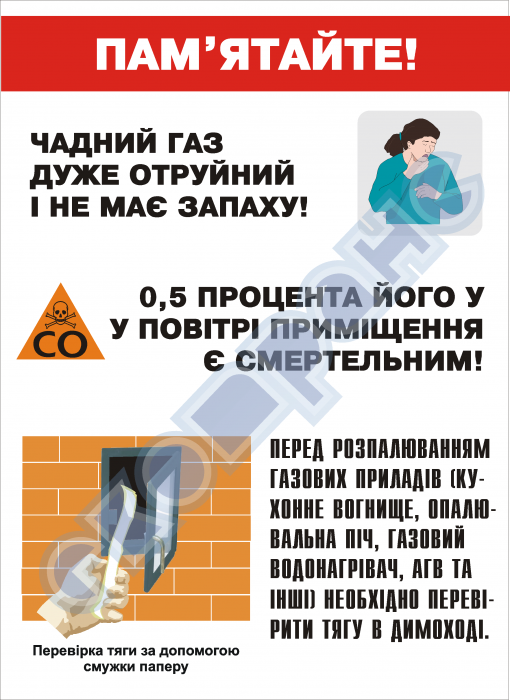 ПАМ’ЯТАЙТЕ!
ЧАДНИЙ ГАЗ
ДУЖЕ ОТРУЙНИЙ
І НЕ МАЄ ЗАПАХУ!
0,5 ПРОЦЕНТА ЙОГО У
У ПОВІТРІ ПРИМІЩЕННЯ
Є СМЕРТЕЛЬНИМ!
CO
ПЕРЕД РОЗПАЛЮВАННЯМ
ГАЗОВИХ ПРИЛАДІВ (КУ-
ХОННЕ ВОГНИЩЕ, ОПАЛЮ-
ВАЛЬНА ПІЧ, ГАЗОВИЙ
ВОДОНАГРІВАЧ, АГВ ТА
ІНШІ) НЕОБХІДНО ПЕРЕВІ-
РИТИ ТЯГУ В ДИМОХОДІ.
Перевірка тяги за допомогою
смужки паперу